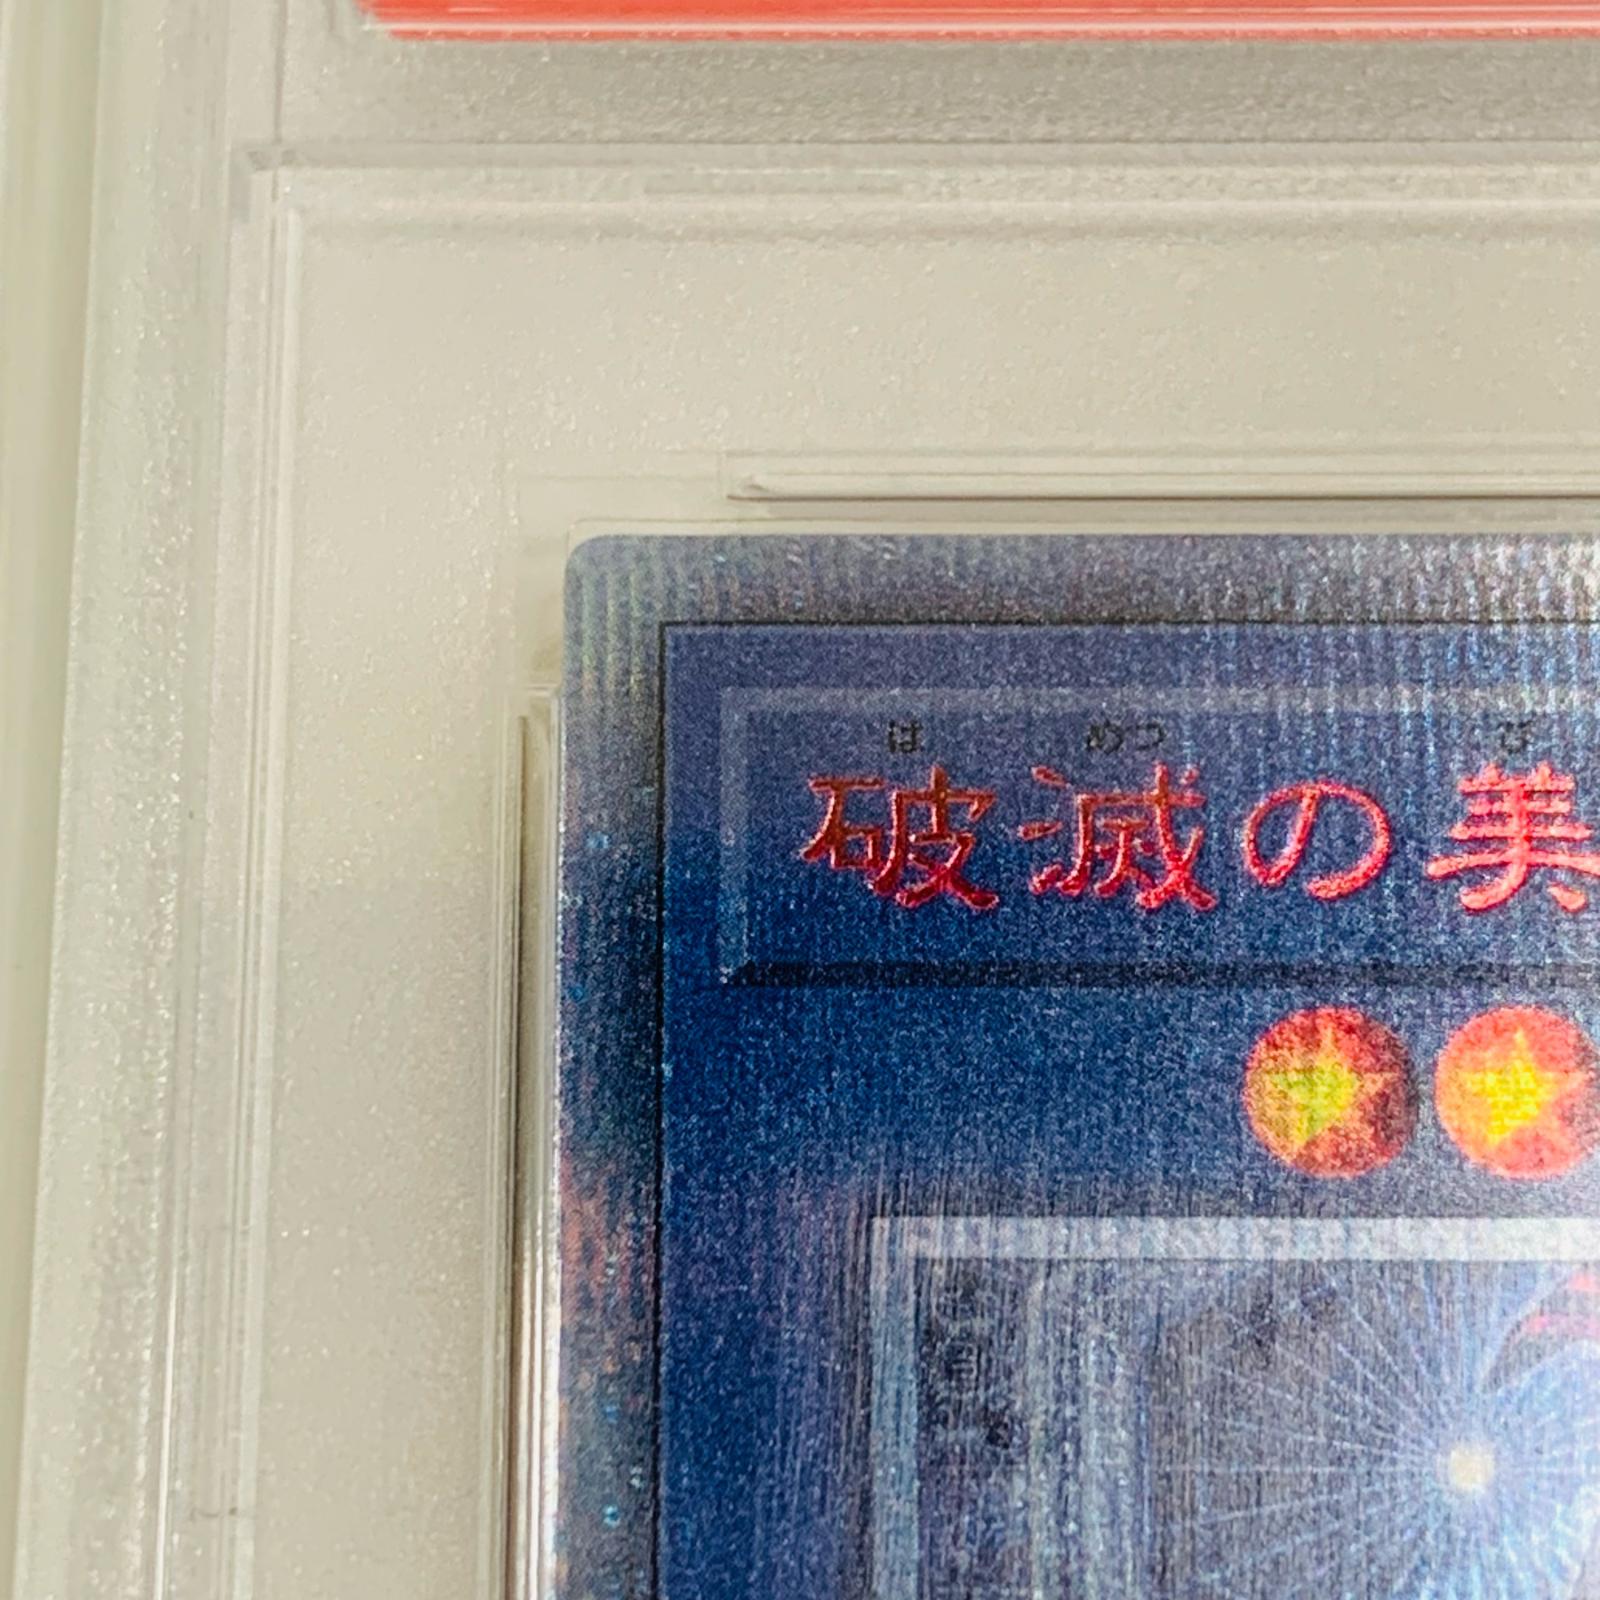 は めつ び
破滅の美